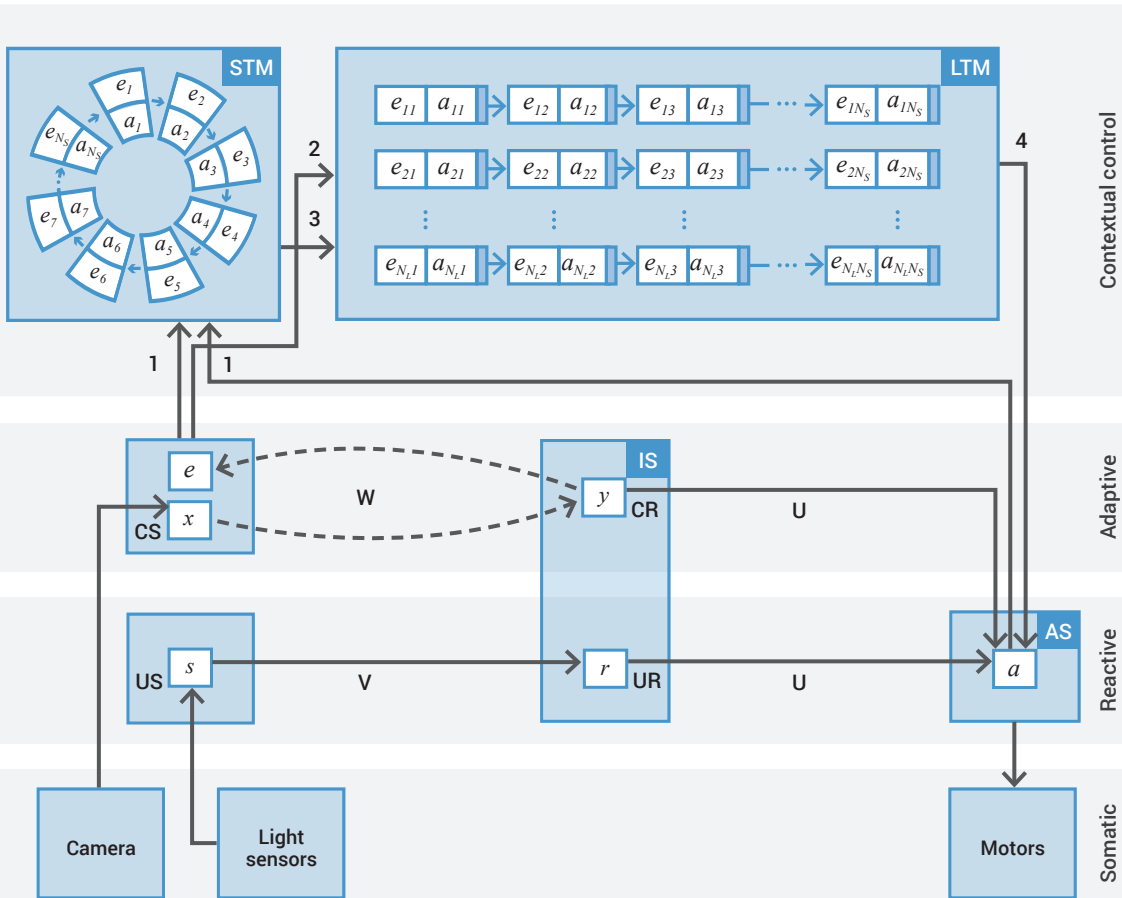 STM
e1 a1
e2 a2
a3 e3
a4 e4
a5 e5
a6 e6
e7 a7
eNS aNS
LTM
e11 a11 e12 a12 e13 a13 ... e1NS a1NS
e21 a21 e22 a22 e23 a23 ... e2NS a2NS
eNL1 aNL1 eNL2 aNL2 eNL3 aNL3 ... eNLNS aNLNS
2
3
4
1
1
Contextual control
e
x
CS
W
IS
y
CR
U
Adaptive
US
s
V
r
UR
U
AS
a
Reactive
Camera
Light
sensors
Motors
Somatic